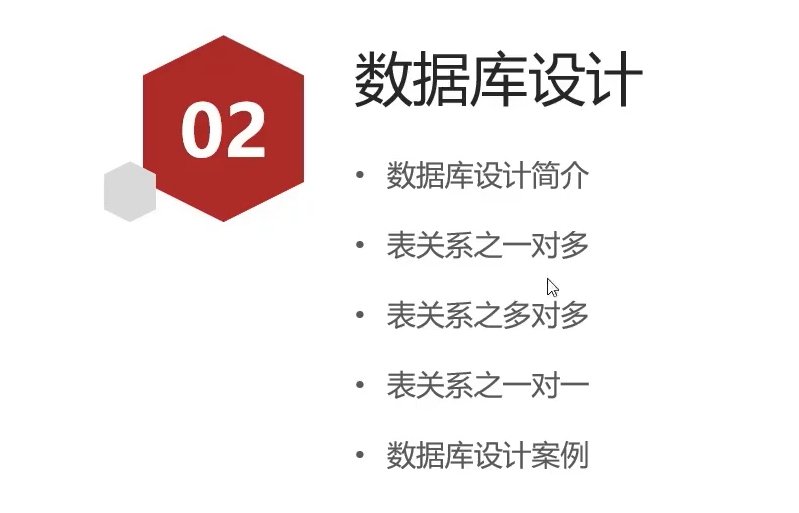 02
数据库设计
• 数据库设计简介
• 表关系之一对多
• 表关系之多对多
• 表关系之一对一
• 数据库设计案例